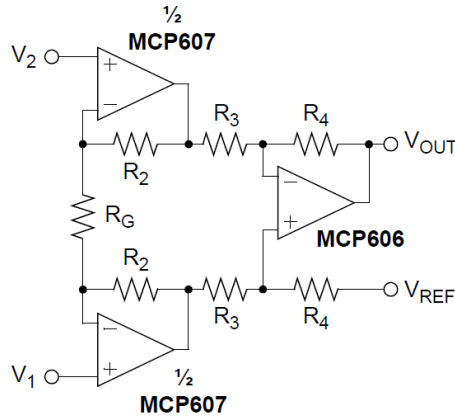 ½
MCP607
V2
+
−
R3
R4
VOUT
R2
−
+
RG
MCP606
R2
R3
R4
VREF
−
+
V1
½
MCP607